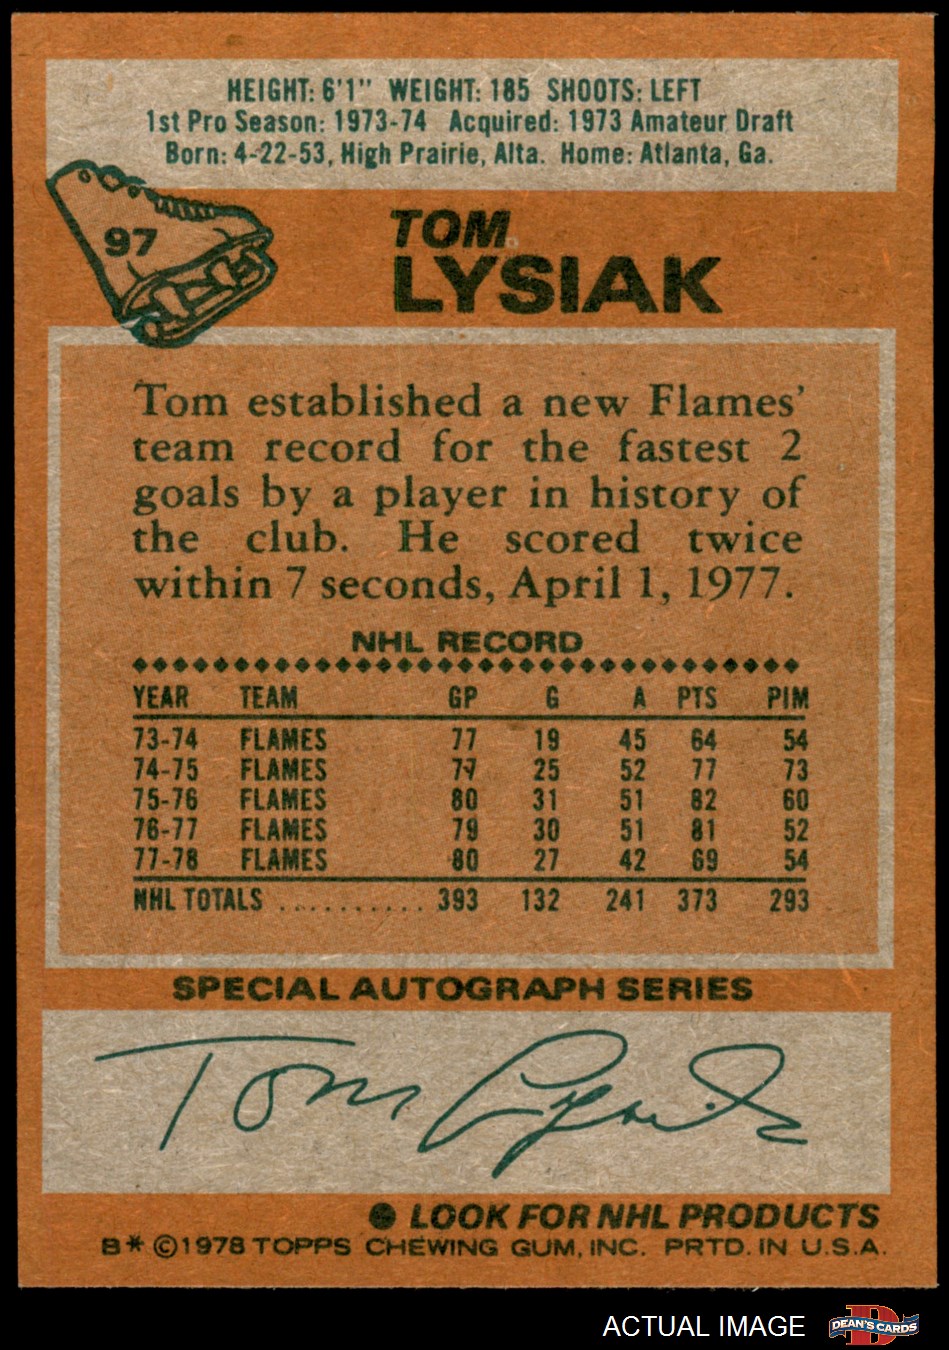 HEIGHT: 6'1" WEIGHT: 185 SHOOTS: LEFT
1st Pro Season: 1973-74 Acquired: 1973 Amateur Draft
Born: 4-22-53, High Prairie, Alta. Home: Atlanta, Ga.
97
TOM
LYSIAK
Tom established a new Flames'
team record for the fastest 2
goals by a player in history of
the club. He scored twice
within 7 seconds, April 1, 1977.
NHL RECORD
YEAR TEAM GP G A PTS PIM
73-74 FLAMES 77 19 45 64 54
74-75 FLAMES 77 25 52 77 73
75-76 FLAMES 80 31 51 82 60
76-77 FLAMES 79 30 51 81 52
77-78 FLAMES 80 27 42 69 54
NHL TOTALS .......... 393 132 241 373 293
SPECIAL AUTOGRAPH SERIES
Tom Lysiak
● LOOK FOR NHL PRODUCTS
B* ©1978 TOPPS CHEWING GUM, INC. PRTD. IN U.S.A.
ACTUAL IMAGE
D
DEAN'S CARDS